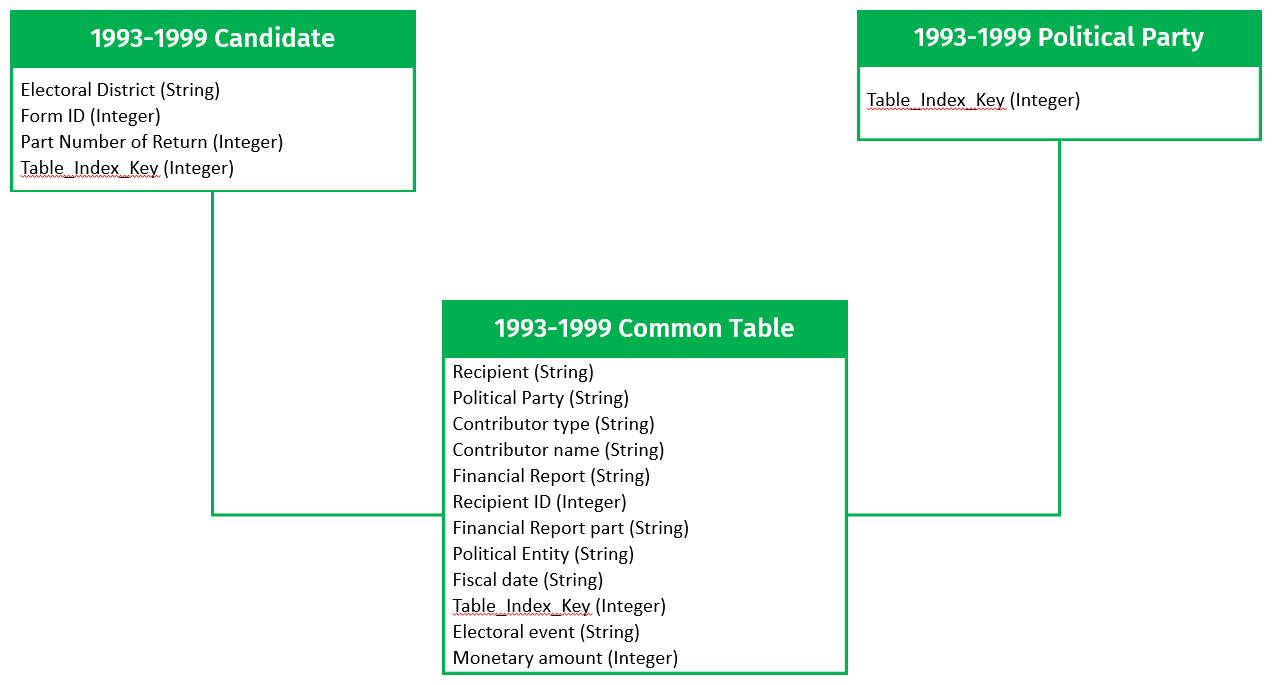 1993-1999 Candidate
Electoral District (String)
Form ID (Integer)
Part Number of Return (Integer)
Table_Index_Key (Integer)
1993-1999 Political Party
Table_Index_Key (Integer)
1993-1999 Common Table
Recipient (String)
Political Party (String)
Contributor type (String)
Contributor name (String)
Financial Report (String)
Recipient ID (Integer)
Financial Report part (String)
Political Entity (String)
Fiscal date (String)
Table_Index_Key (Integer)
Electoral event (String)
Monetary amount (Integer)